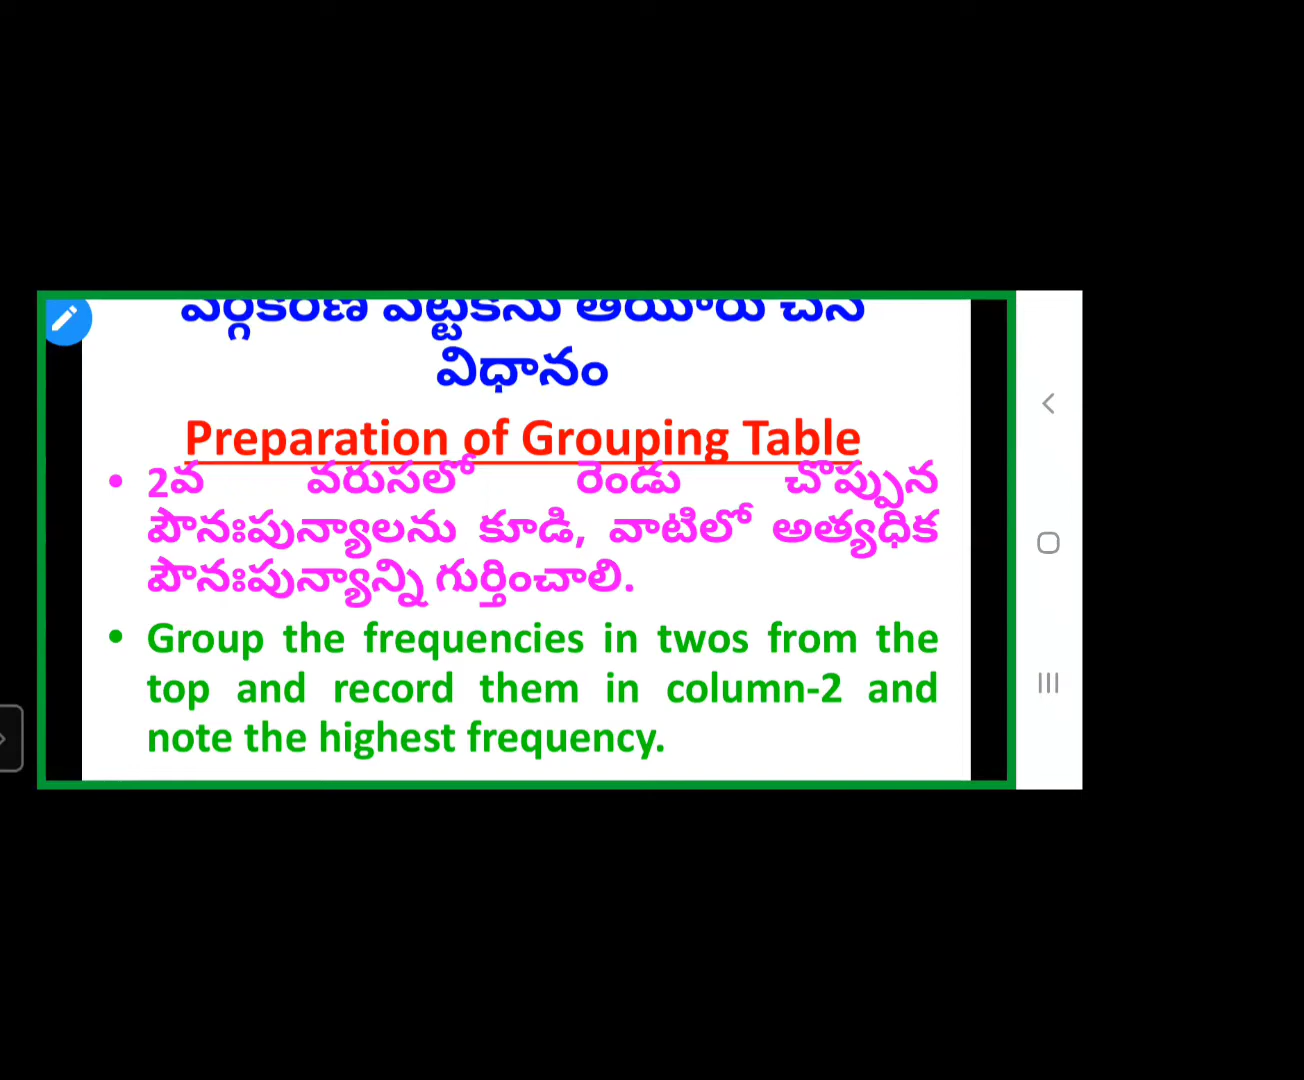 విధానం
Preparation of Grouping Table
• 2వ వరుసలో రెండు చొప్పున
పౌనఃపున్యాలను కూడి, వాటిలో అత్యధిక
పౌనఃపున్యాన్ని గుర్తించాలి.
• Group the frequencies in twos from the
top and record them in column-2 and
note the highest frequency.